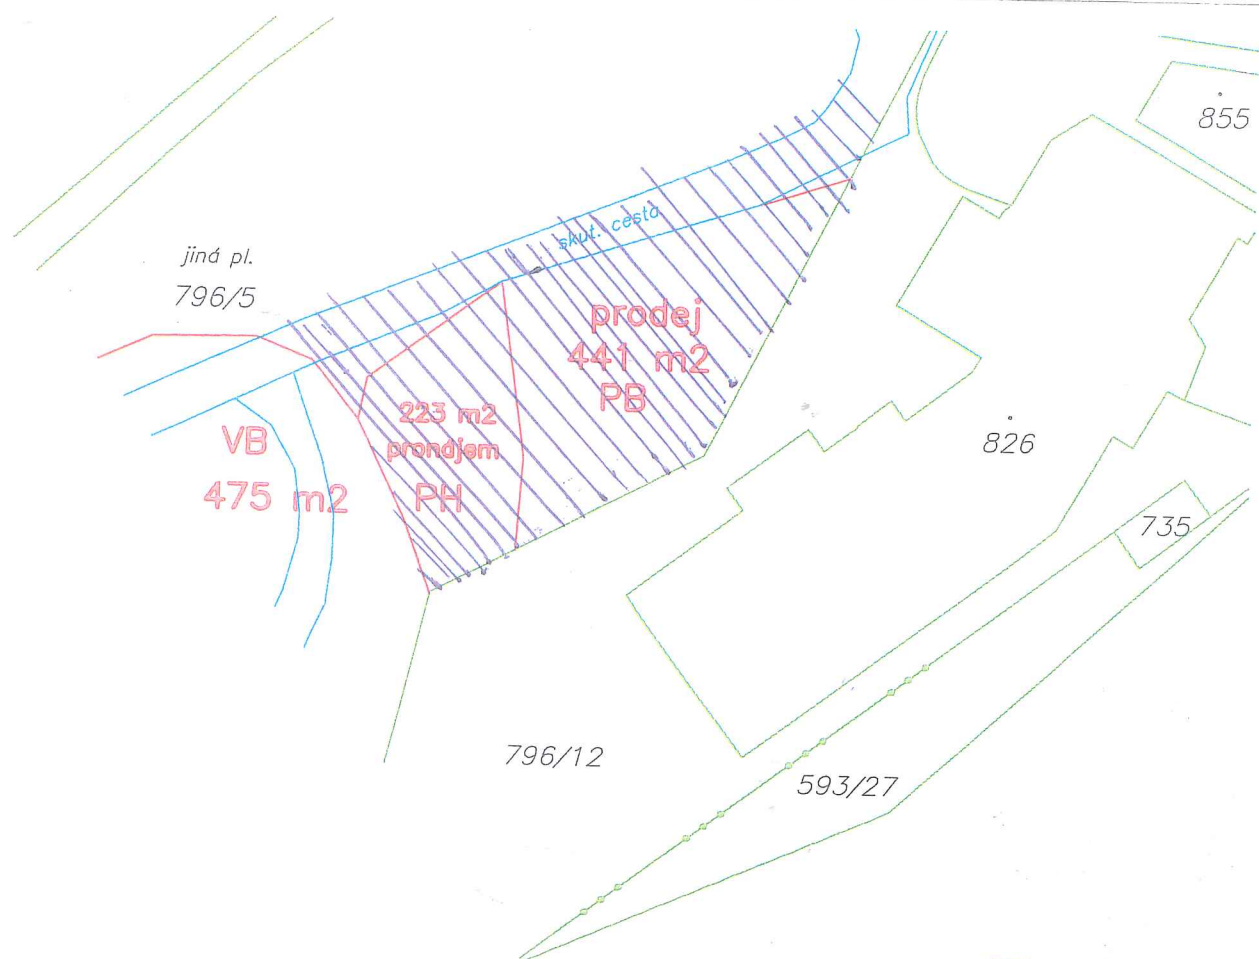 855
skut. cesta
jiná pl.
796/5
prodej
441 m2
PB
223 m2
pronájem
PH
VB
475 m2
826
735
796/12
593/27